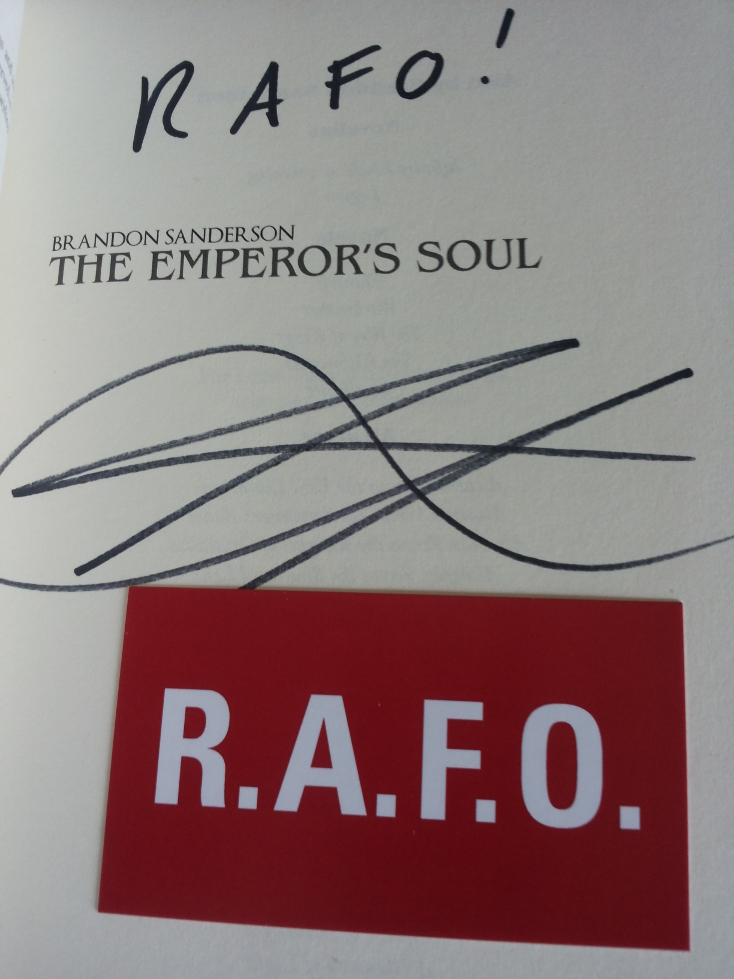 RAFO!
BRANDON SANDERSON
THE EMPEROR'S SOUL
R.A.F.O.